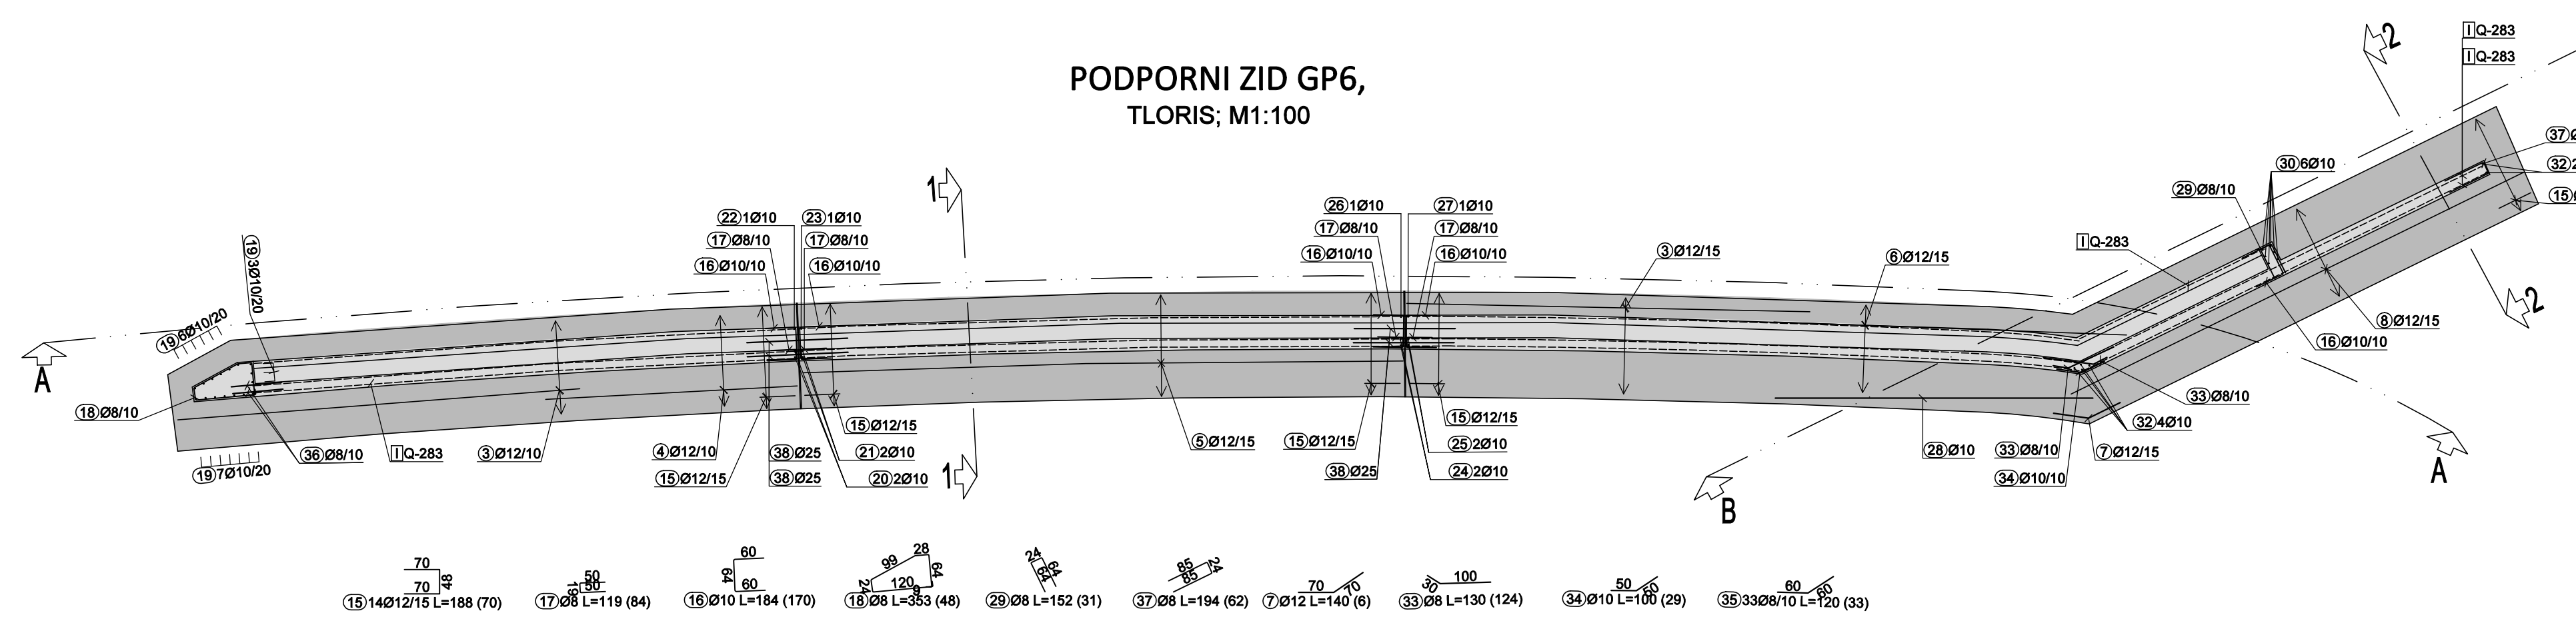 PODPORNI ZID GP6,
TLORIS; M1:100
2
I Q-283
I Q-283
37
32
15
30 6Ø10
29 Ø8/10
I Q-283
2
8 Ø12/15
16 Ø10/10
1
22 1Ø10
23 1Ø10
17 Ø8/10
17 Ø8/10
16 Ø10/10
16 Ø10/10
26 1Ø10
27 1Ø10
17 Ø8/10
17 Ø8/10
16 Ø10/10
16 Ø10/10
3 Ø12/15
6 Ø12/15
19 3Ø10/20
19 6Ø10/20
A
18 Ø8/10
19 7Ø10/20
36 Ø8/10
I Q-283
3 Ø12/10
4 Ø12/10
15 Ø12/15
38 Ø25
38 Ø25
15 Ø12/15
21 2Ø10
20 2Ø10
1
5 Ø12/15
15 Ø12/15
38 Ø25
15 Ø12/15
25 2Ø10
24 2Ø10
B
28 Ø10
33 Ø8/10
34 Ø10/10
7 Ø12/15
32 4Ø10
33 Ø8/10
A
70
70
48
15 14Ø12/15 L=188 (70)
50
50
19
17 Ø8 L=119 (84)
60
64
60
16 Ø10 L=184 (170)
28
99
64
24
120
9
18 Ø8 L=353 (48)
24
64
64
29 Ø8 L=152 (31)
85
85
24
37 Ø8 L=194 (62)
70
70
7 Ø12 L=140 (6)
30
100
33 Ø8 L=130 (124)
50
50
34 Ø10 L=100 (29)
60
60
35 33Ø8/10 L=120 (33)